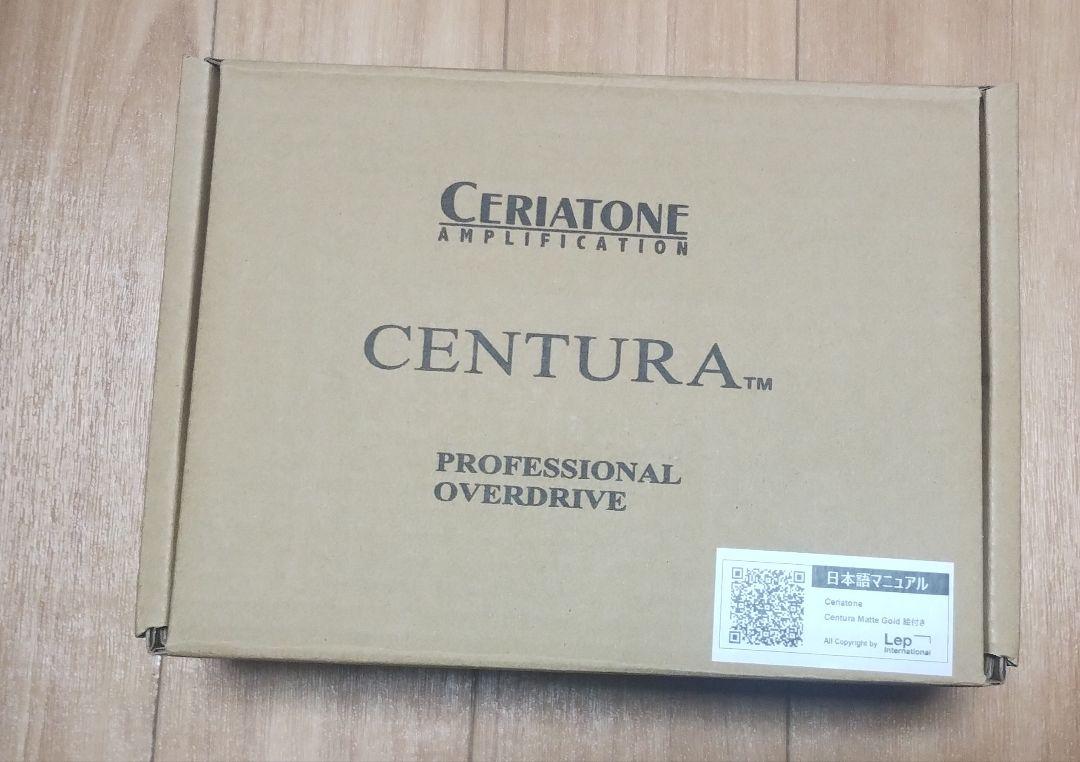 CERIATONE
AMPLIFICATION
CENTURA™
PROFESSIONAL
OVERDRIVE
日本語マニュアル
Ceriatone
Centura Matte Gold 絵付き
All Copyright by Lep International